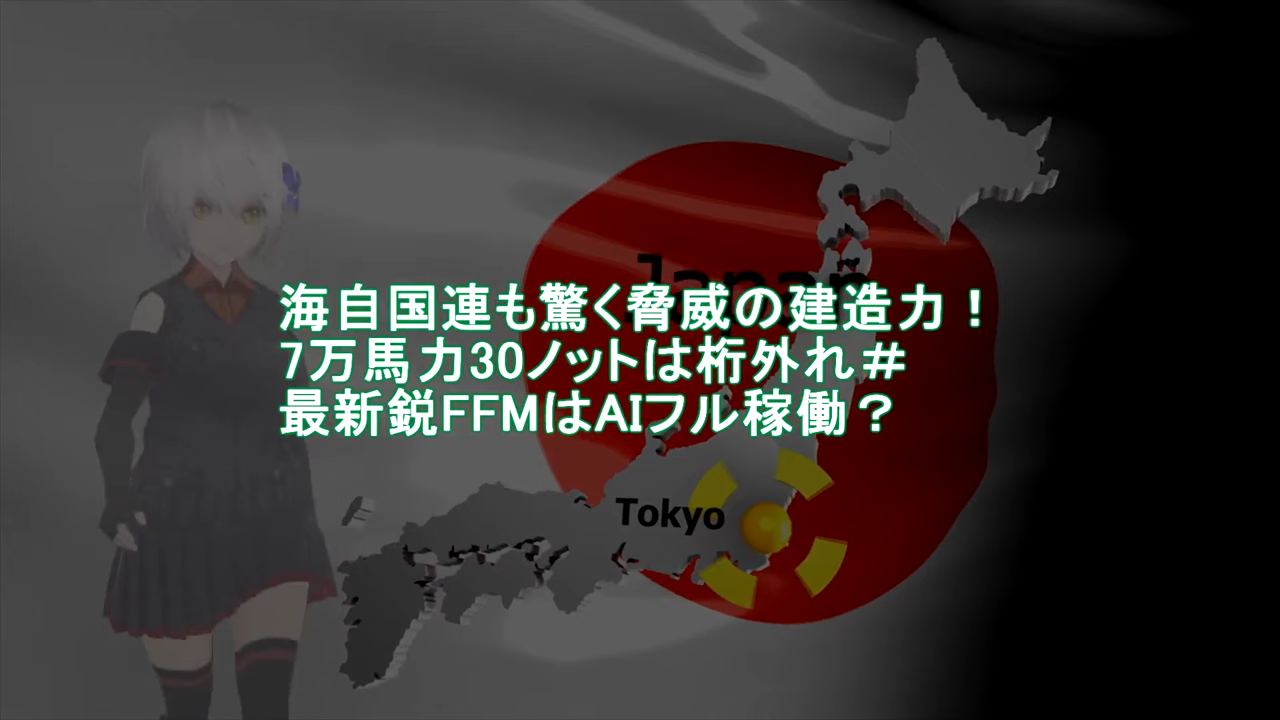 Japan
海自国連も驚く脅威の建造力！
7万馬力30ノットは桁外れ＃
最新鋭FFMはAIフル稼働？
Tokyo